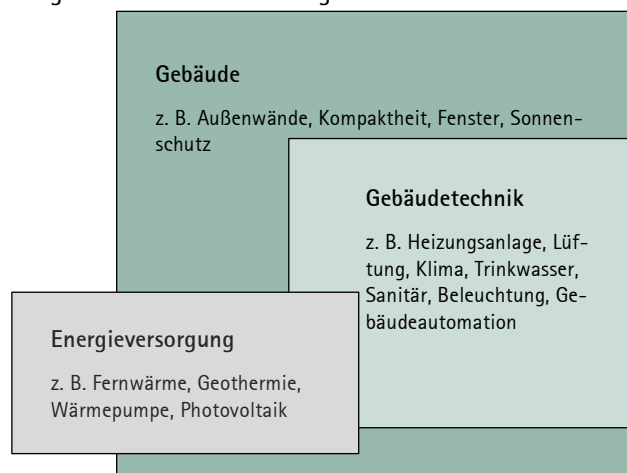 Gebäude
z. B. Außenwände, Kompaktheit, Fenster, Sonnen-
schutz
Gebäudetechnik
z. B. Heizungsanlage, Lüf-
tung, Klima, Trinkwasser,
Sanitär, Beleuchtung, Ge-
bäudeautomation
Energieversorgung
z. B. Fernwärme, Geothermie,
Wärmepumpe, Photovoltaik